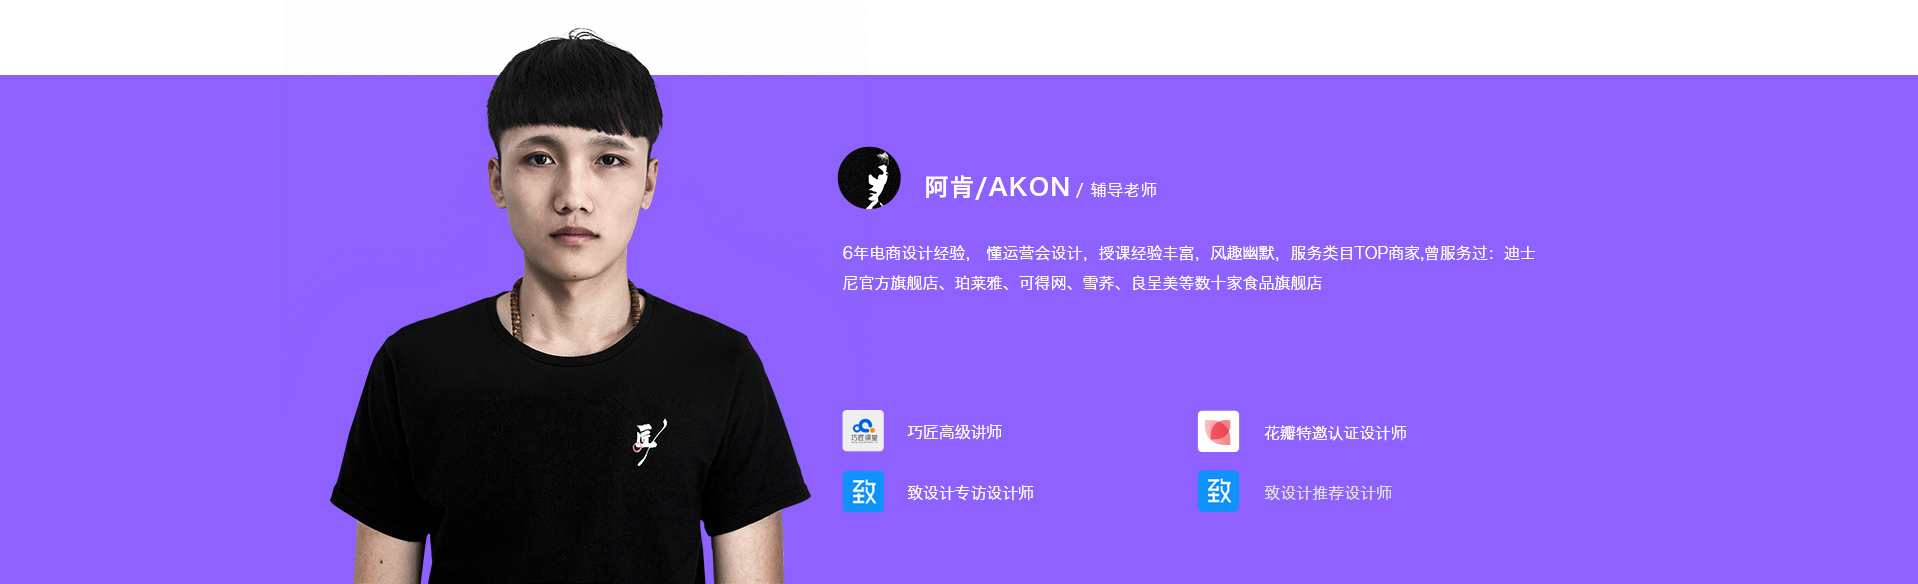 阿肯/AKON / 辅导老师
6年电商设计经验， 懂运营会设计，授课经验丰富，风趣幽默，服务类目TOP商家,曾服务过：迪士
尼官方旗舰店、珀莱雅、可得网、雪荞、良呈美等数十家食品旗舰店
匠
巧匠课堂
巧匠高级讲师
花瓣特邀认证设计师
致
致设计专访设计师
致
致设计推荐设计师